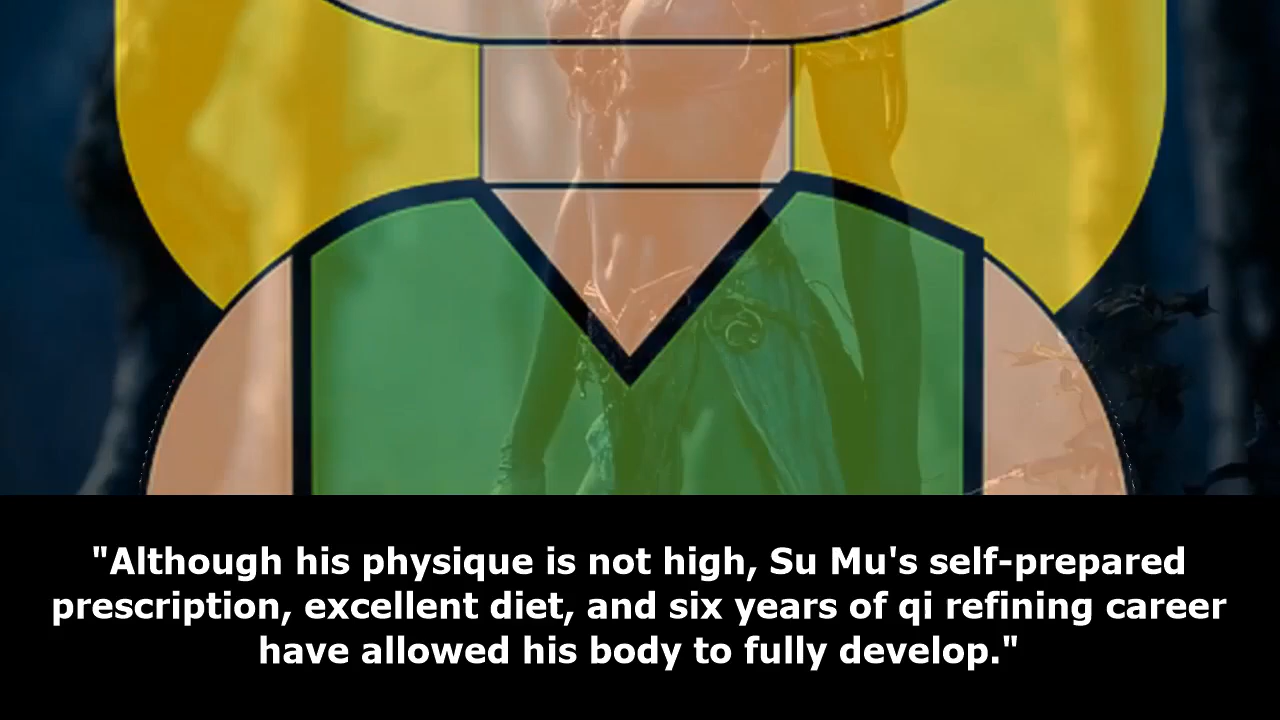 "Although his physique is not high, Su Mu's self-prepared
prescription, excellent diet, and six years of qi refining career
have allowed his body to fully develop."